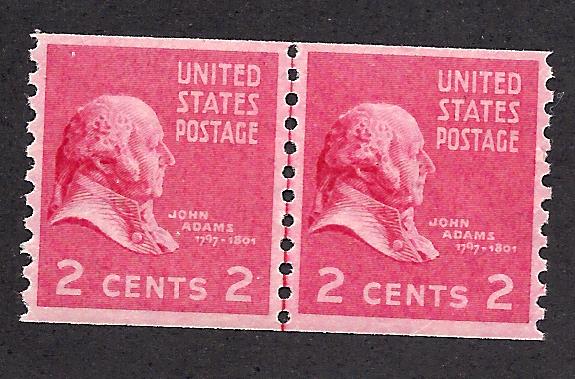 UNITED
STATES
POSTAGE
JOHN
ADAMS
1797-1801
2 CENTS 2
UNITED
STATES
POSTAGE
JOHN
ADAMS
1797-1801
2 CENTS 2